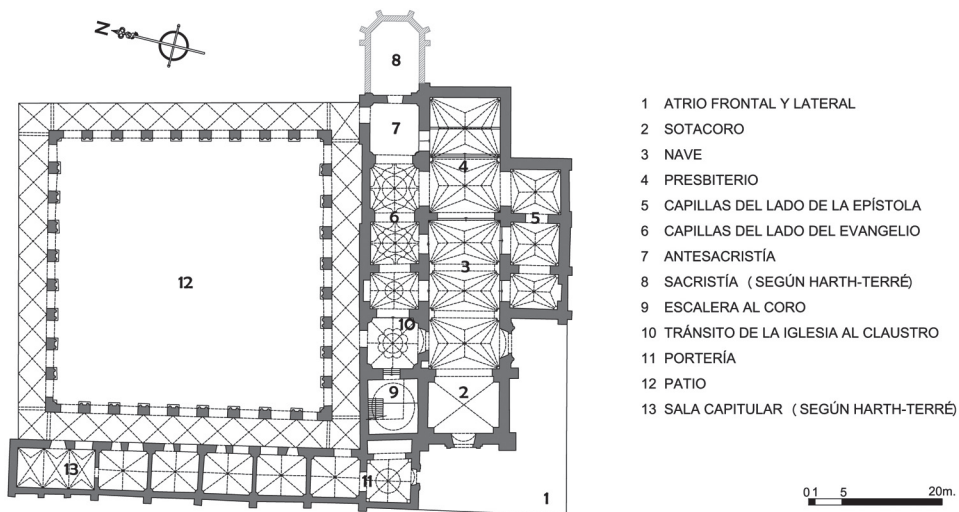 N
8
7
4
6
5
3
12
10
9
2
13
11
1
1 ATRIO FRONTAL Y LATERAL
2 SOTACORO
3 NAVE
4 PRESBITERIO
5 CAPILLAS DEL LADO DE LA EPÍSTOLA
6 CAPILLAS DEL LADO DEL EVANGELIO
7 ANTESACRISTÍA
8 SACRISTÍA (SEGÚN HARTH-TERRÉ)
9 ESCALERA AL CORO
10 TRÁNSITO DE LA IGLESIA AL CLAUSTRO
11 PORTERÍA
12 PATIO
13 SALA CAPITULAR (SEGÚN HARTH-TERRÉ)
0 1 5 20m.